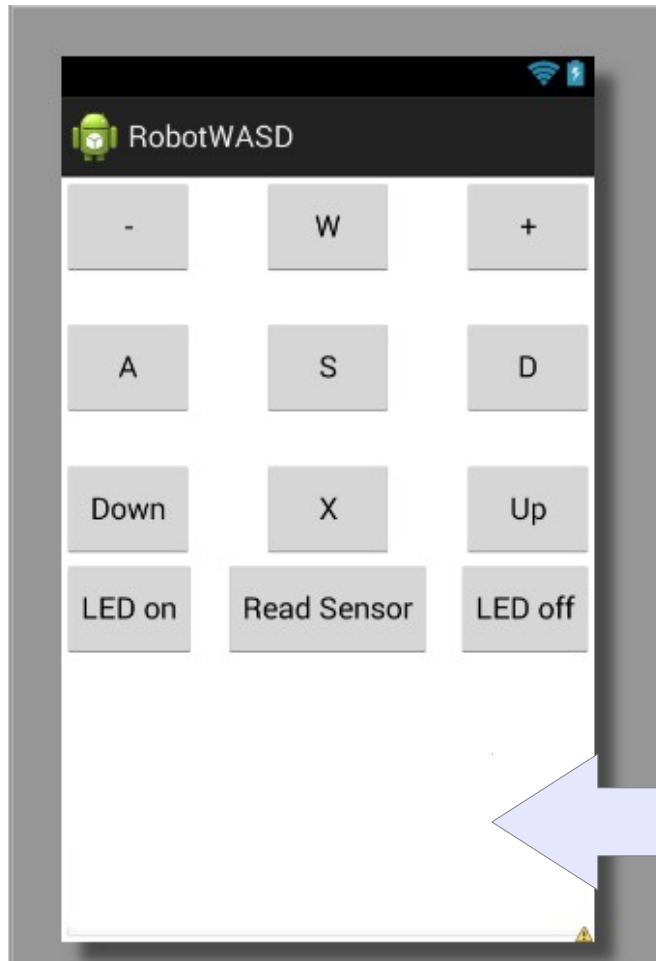 RobotWASD
- W +
A S D
Down X Up
LED on Read Sensor LED off